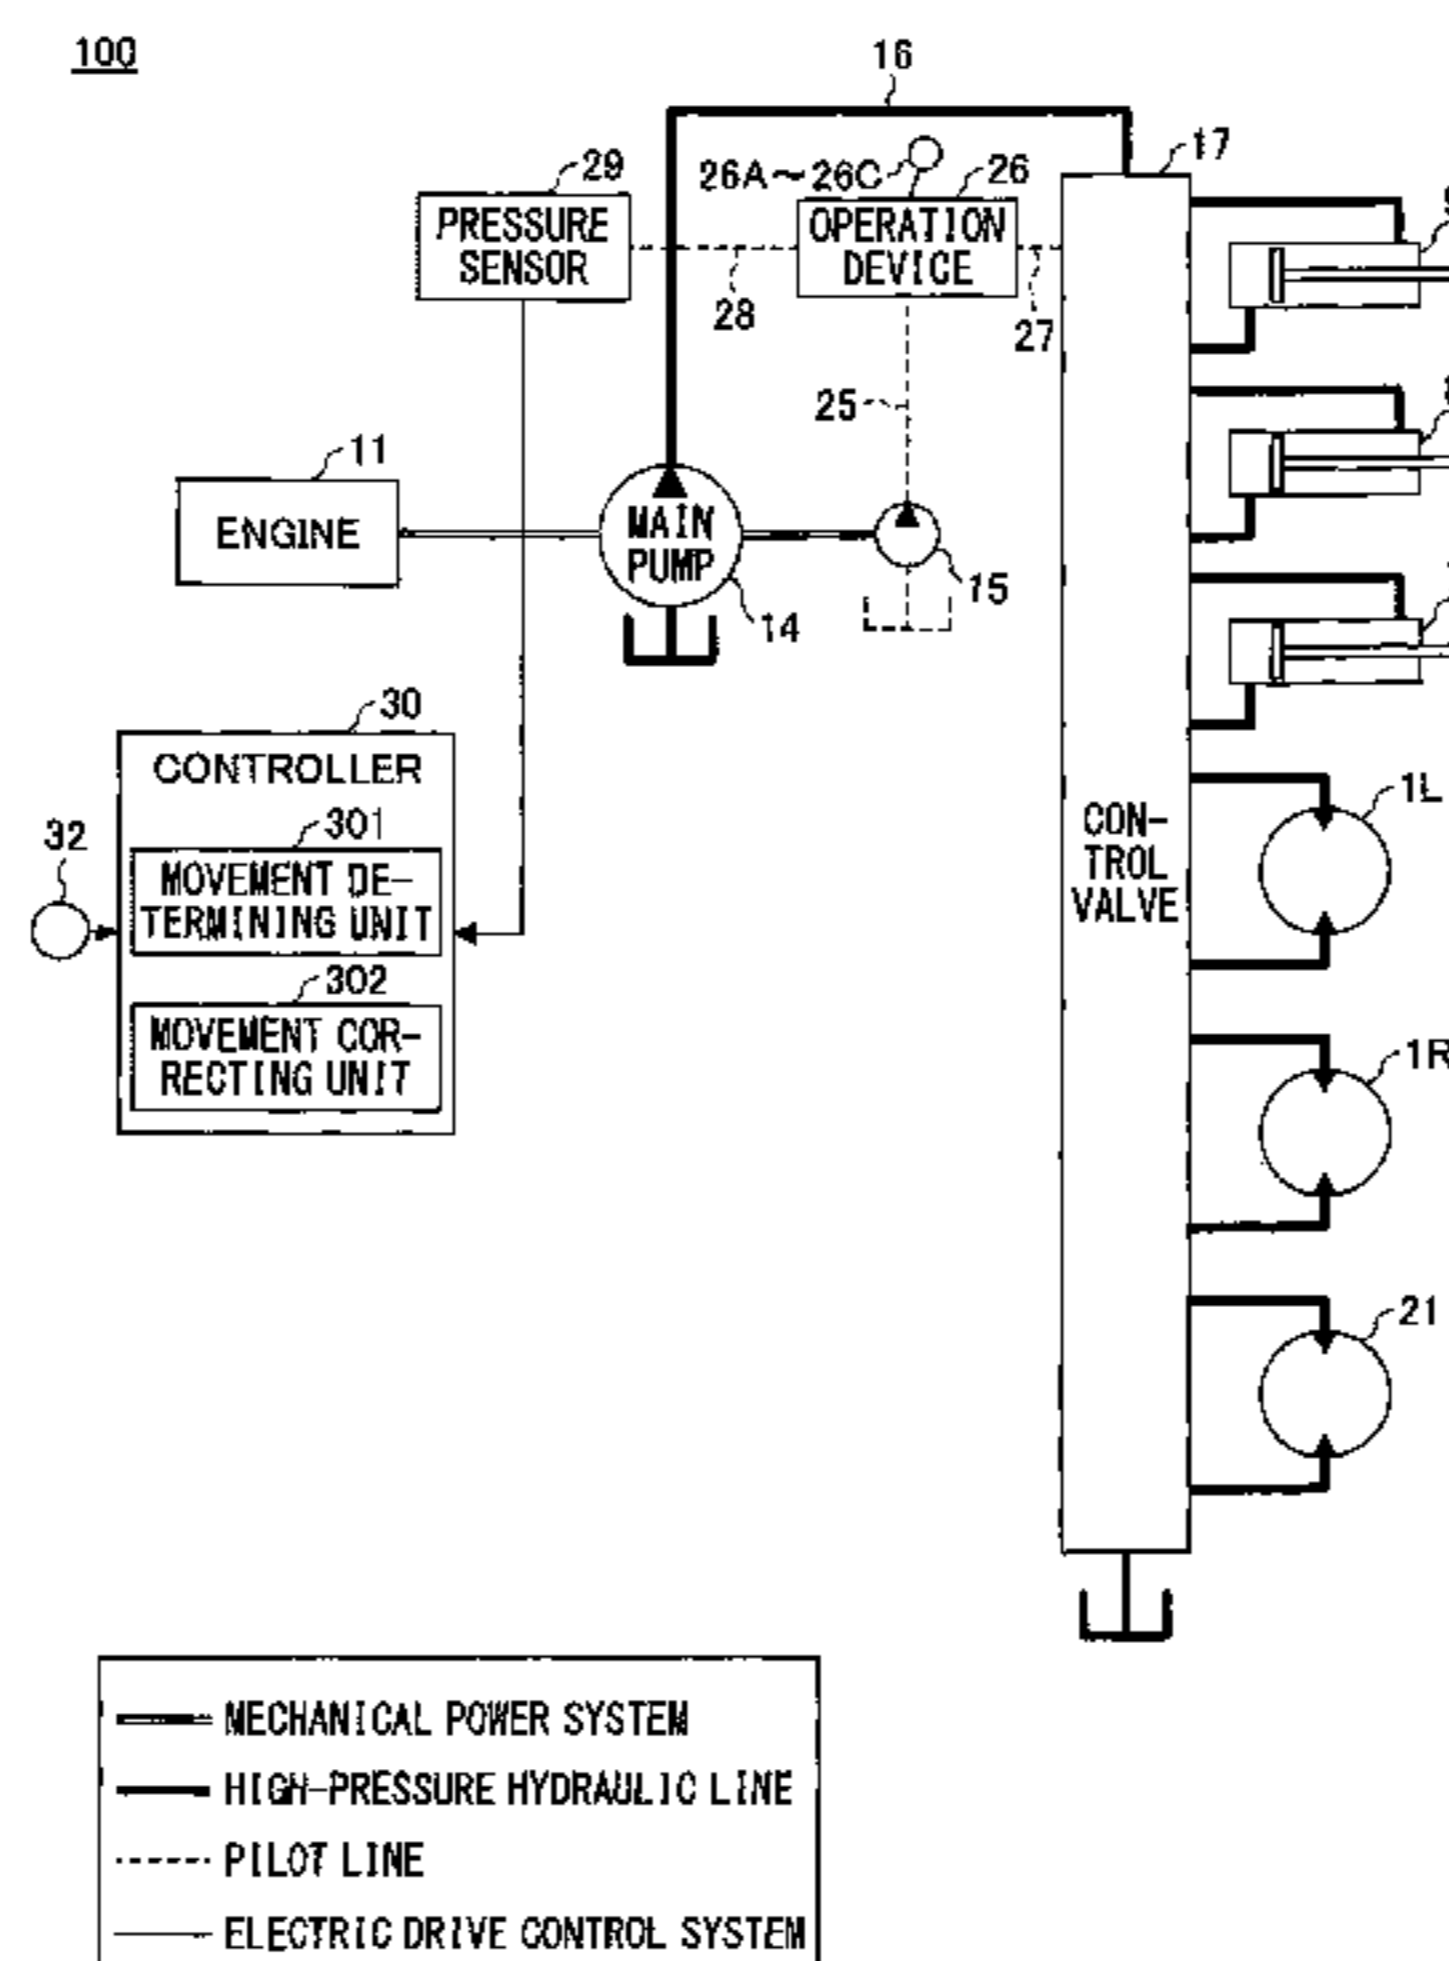 100
16
17
29
26A～26C
26
PRESSURE
SENSOR
OPERATION
DEVICE
28
27
25
11
ENGINE
MAIN
PUMP
15
14
30
CONTROLLER
301
32
MOVEMENT DE-
TERMINING UNIT
302
MOVEMENT COR-
RECTING UNIT
CON-
TROL
VALVE
1L
1R
21
MECHANICAL POWER SYSTEM
HIGH-PRESSURE HYDRAULIC LINE
PILOT LINE
ELECTRIC DRIVE CONTROL SYSTEM